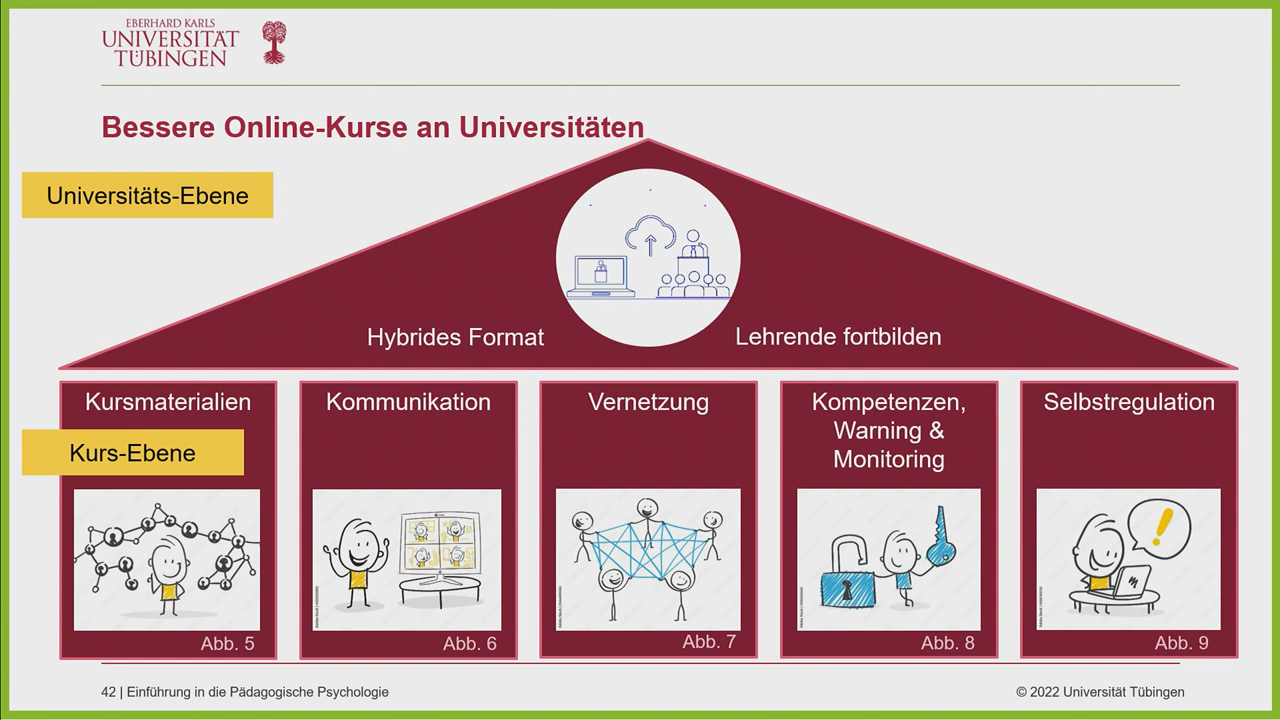 EBERHARD KARLS
UNIVERSITÄT
TÜBINGEN
Bessere Online-Kurse an Universitäten
Universitäts-Ebene
Hybrides Format
Lehrende fortbilden
Kursmaterialien
Kommunikation
Vernetzung
Kompetenzen,
Warning &
Monitoring
Selbstregulation
Kurs-Ebene
Abb. 5
Abb. 6
Abb. 7
Abb. 8
Abb. 9
42 | Einführung in die Pädagogische Psychologie
© 2022 Universität Tübingen